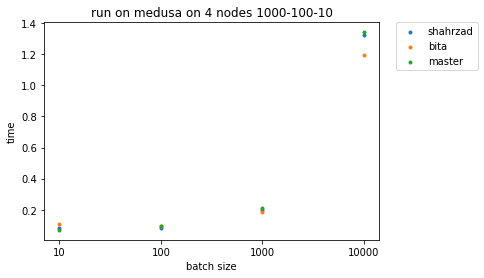 run on medusa on 4 nodes 1000-100-10
1.4
1.2
1.0
0.8
0.6
0.4
0.2
time
10 100 1000 10000
batch size
shahrzad
bita
master